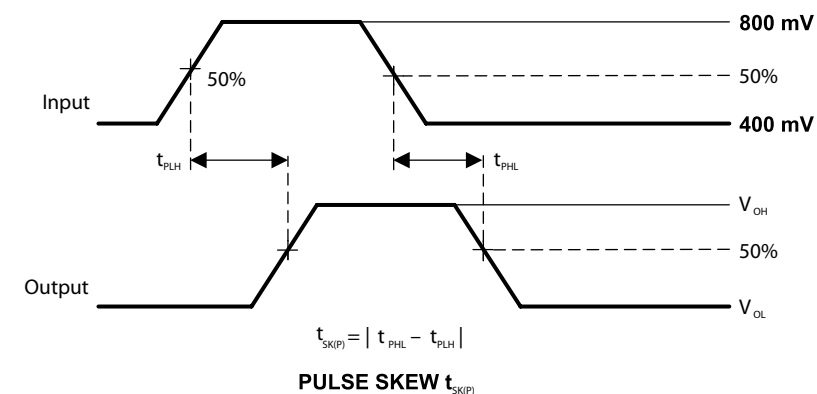 800 mV
50%
50%
Input
400 mV
tPLH
tPHL
VOH
50%
Output
VOL
tSK(P) = | tPHL – tPLH |
PULSE SKEW tSK(P)